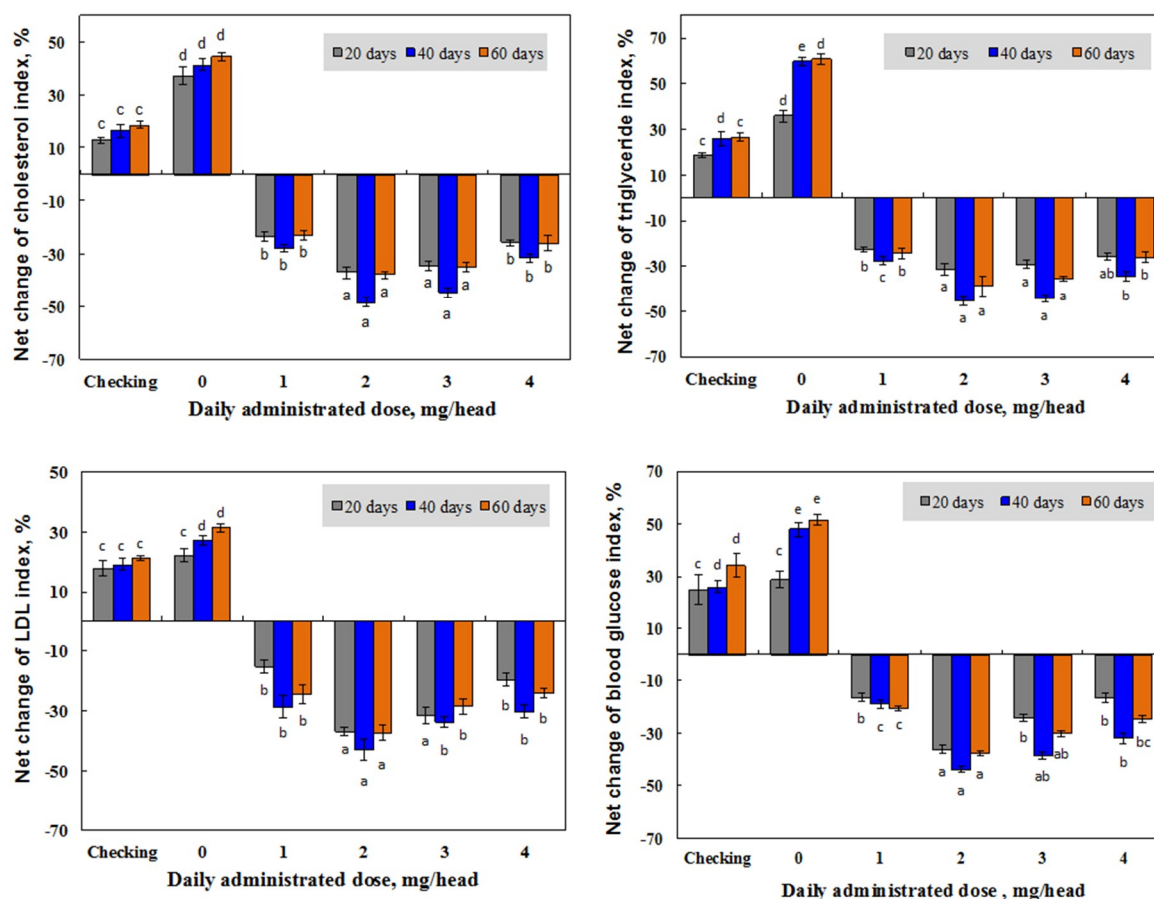 Net change of cholesterol index, %
50
30
10
-10
-30
-50
-70
20 days 40 days 60 days
c c c
d d d
b b b
a a a
a a a
b b b
Checking 0 1 2 3 4
Daily administrated dose, mg/head
Net change of triglyceride index, %
70
50
30
10
-10
-30
-50
-70
20 days 40 days 60 days
c d c
d e d
b c b
a a a
a a a
ab b b
Checking 0 1 2 3 4
Daily administrated dose, mg/head
Net change of LDL index, %
50
30
10
-10
-30
-50
-70
20 days 40 days 60 days
c c c
c d d
b b b
a a a
a b b
b b b
Checking 0 1 2 3 4
Daily administrated dose, mg/head
Net change of blood glucose index, %
70
50
30
10
-10
-30
-50
-70
20 days 40 days 60 days
c d d
c e e
b c c
a a a
b ab ab
b b bc
Checking 0 1 2 3 4
Daily administrated dose , mg/head